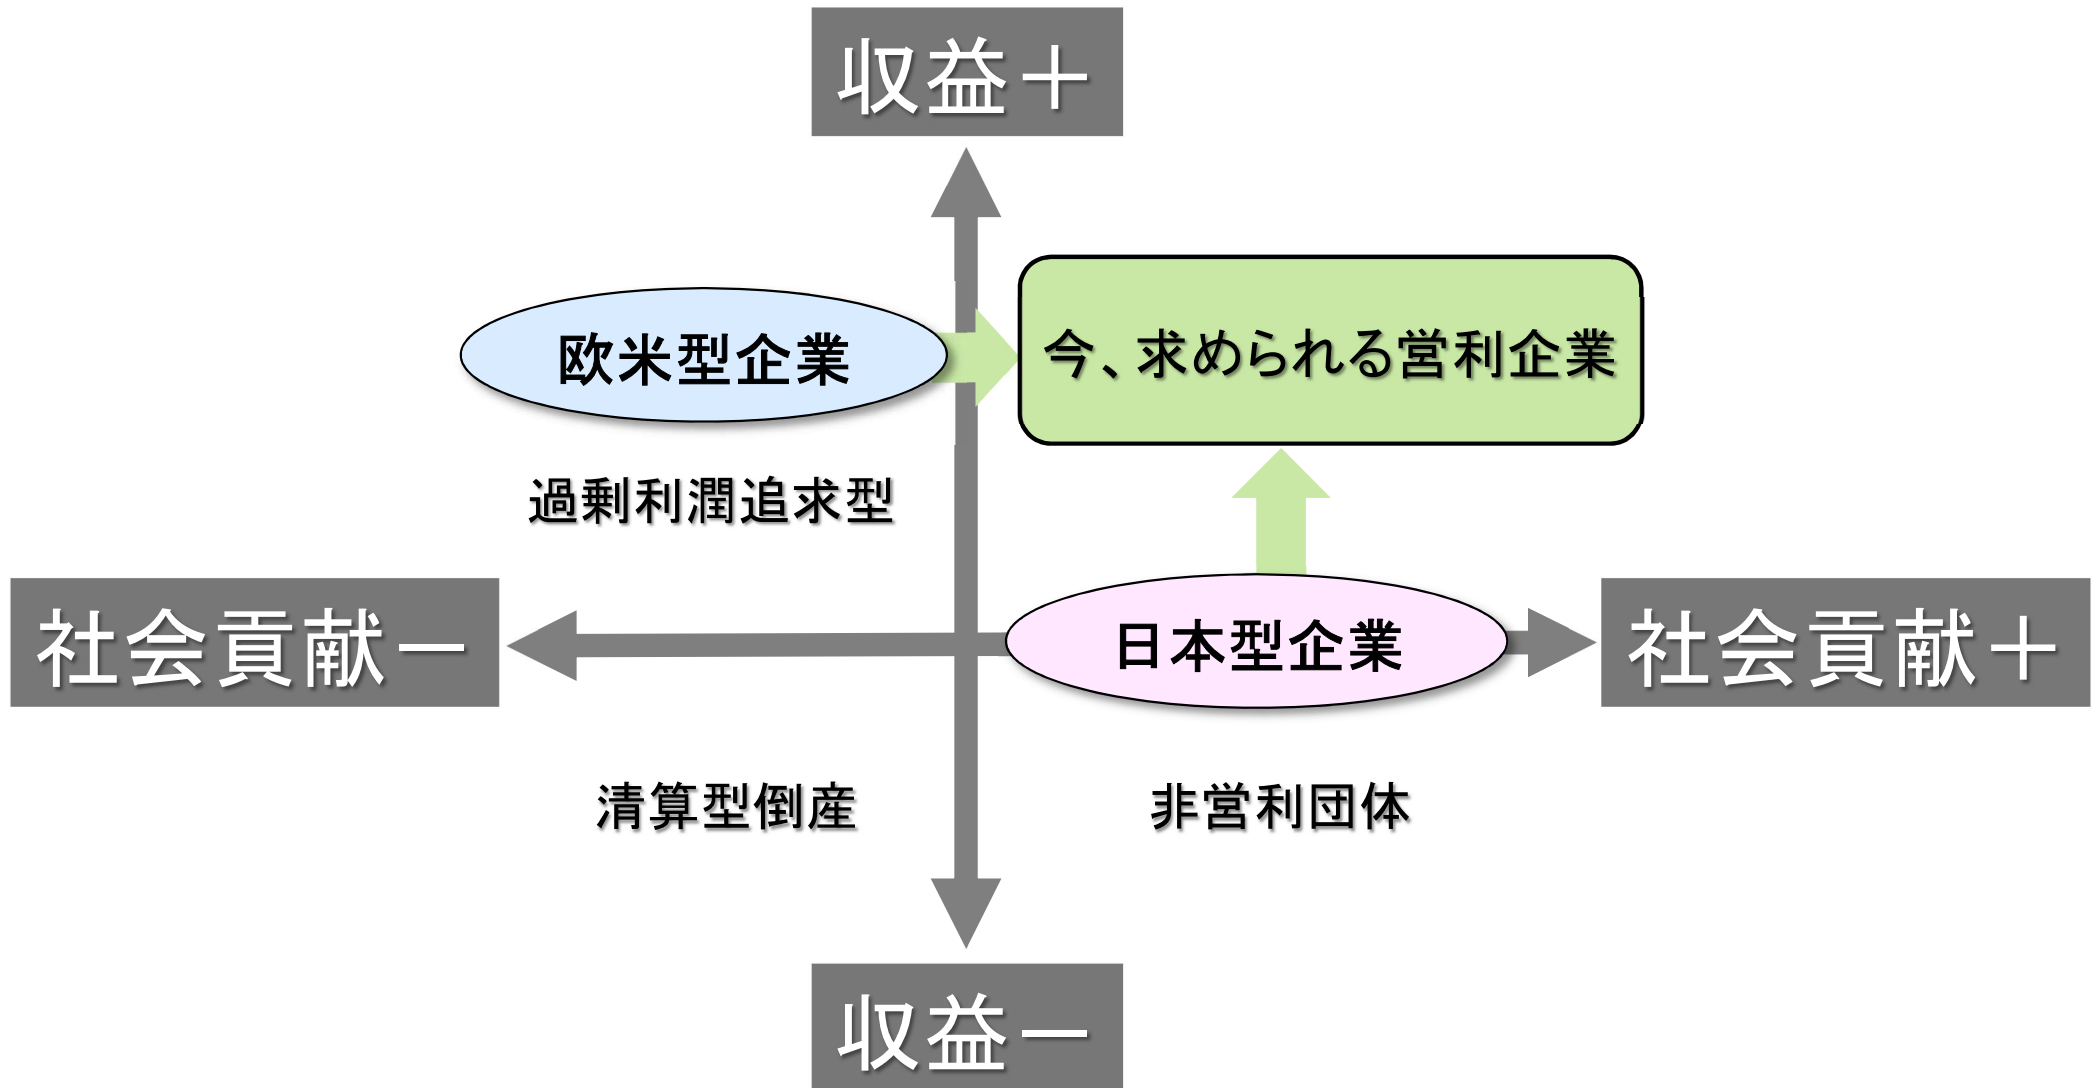 収益＋
欧米型企業
今、求められる営利企業
過剰利潤追求型
社会貢献－
日本型企業
社会貢献＋
清算型倒産
非営利団体
収益－